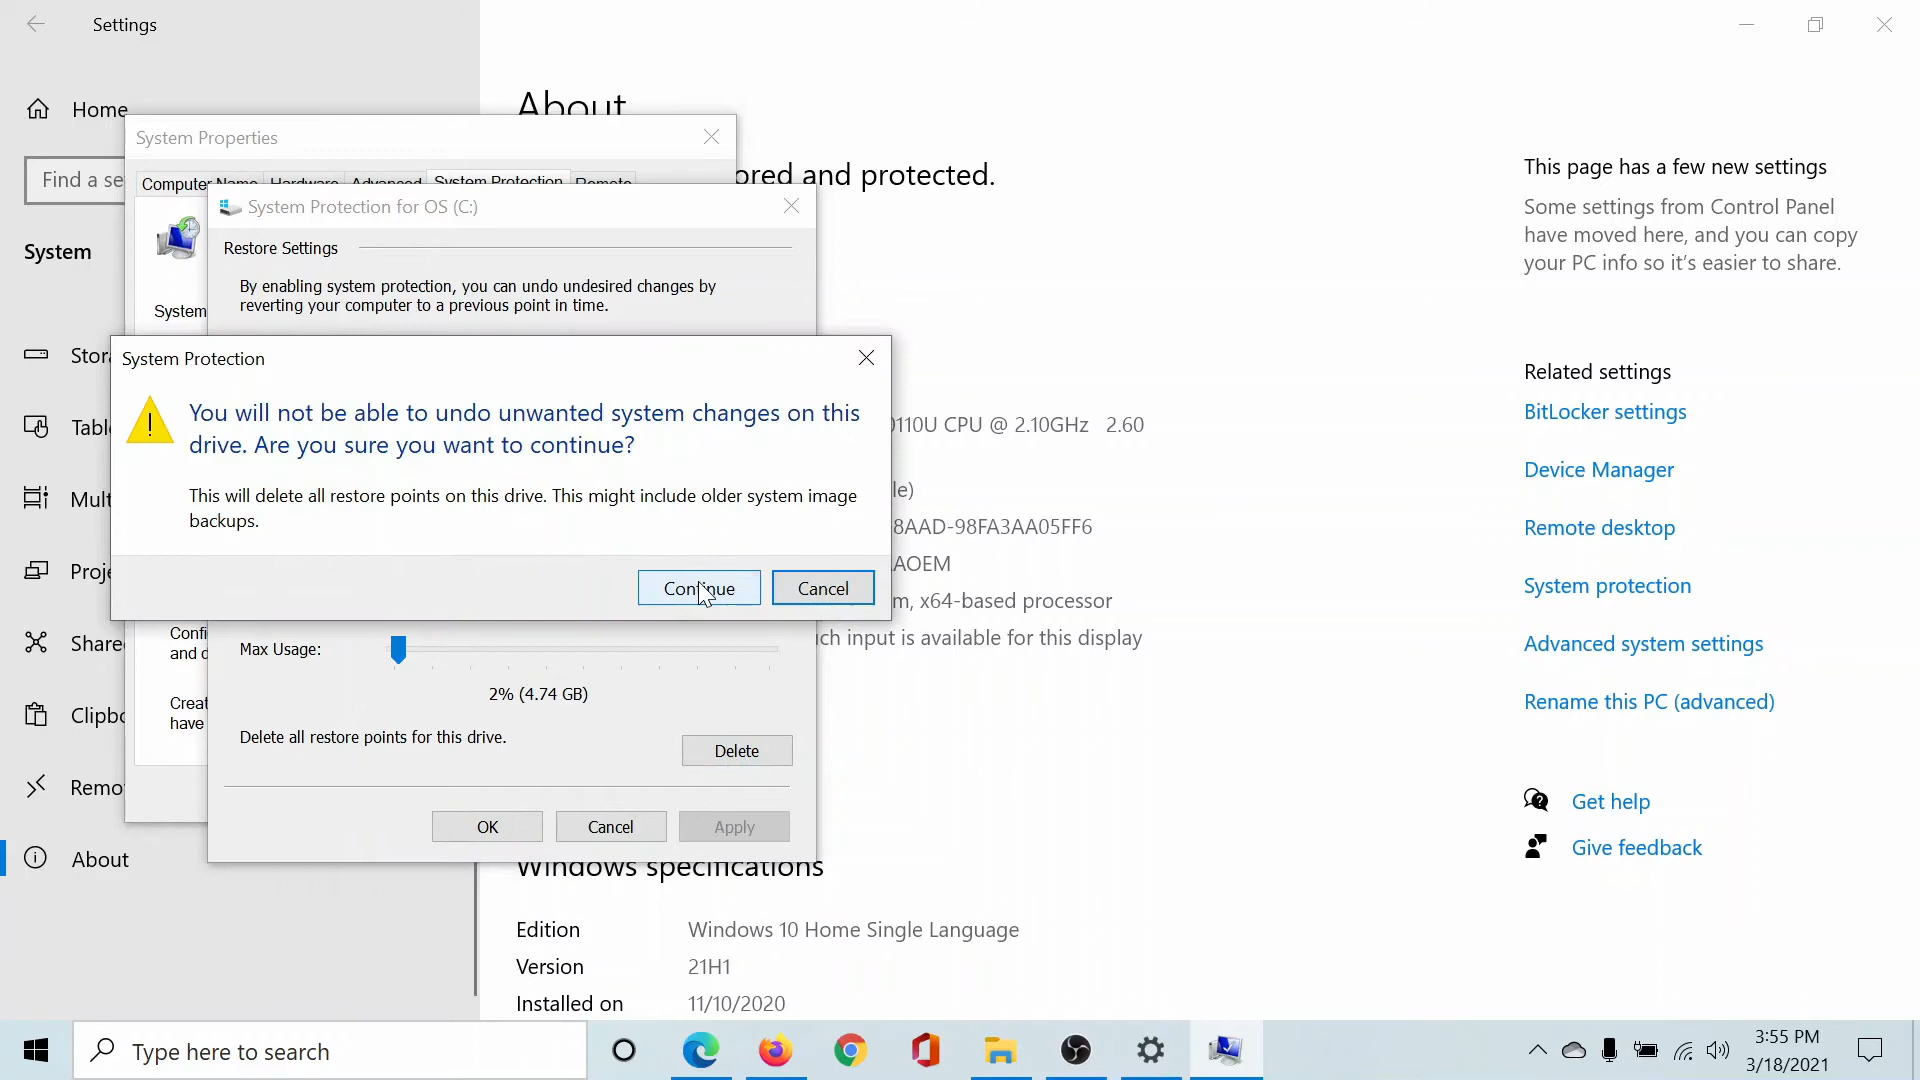 Settings
Home
Find a se
System
Stor
Tabl
Mult
Proje
Share
Clipbo
Remo
About
About
ored and protected.
0110U CPU @ 2.10GHz 2.60
le)
8AAD-98FA3AA05FF6
AOEM
m, x64-based processor
ch input is available for this display
Windows specifications
Edition Windows 10 Home Single Language
Version 21H1
Installed on 11/10/2020
System Properties
Computer Name Hardware Advanced System Protection Remote
System
Confi
and d
Creat
have
System Protection for OS (C:)
Restore Settings
By enabling system protection, you can undo undesired changes by
reverting your computer to a previous point in time.
System Protection
You will not be able to undo unwanted system changes on this
drive. Are you sure you want to continue?
This will delete all restore points on this drive. This might include older system image
backups.
Continue Cancel
Max Usage:
2% (4.74 GB)
Delete all restore points for this drive.
Delete
OK Cancel Apply
This page has a few new settings
Some settings from Control Panel
have moved here, and you can copy
your PC info so it's easier to share.
Related settings
BitLocker settings
Device Manager
Remote desktop
System protection
Advanced system settings
Rename this PC (advanced)
Get help
Give feedback
Type here to search
3:55 PM
3/18/2021